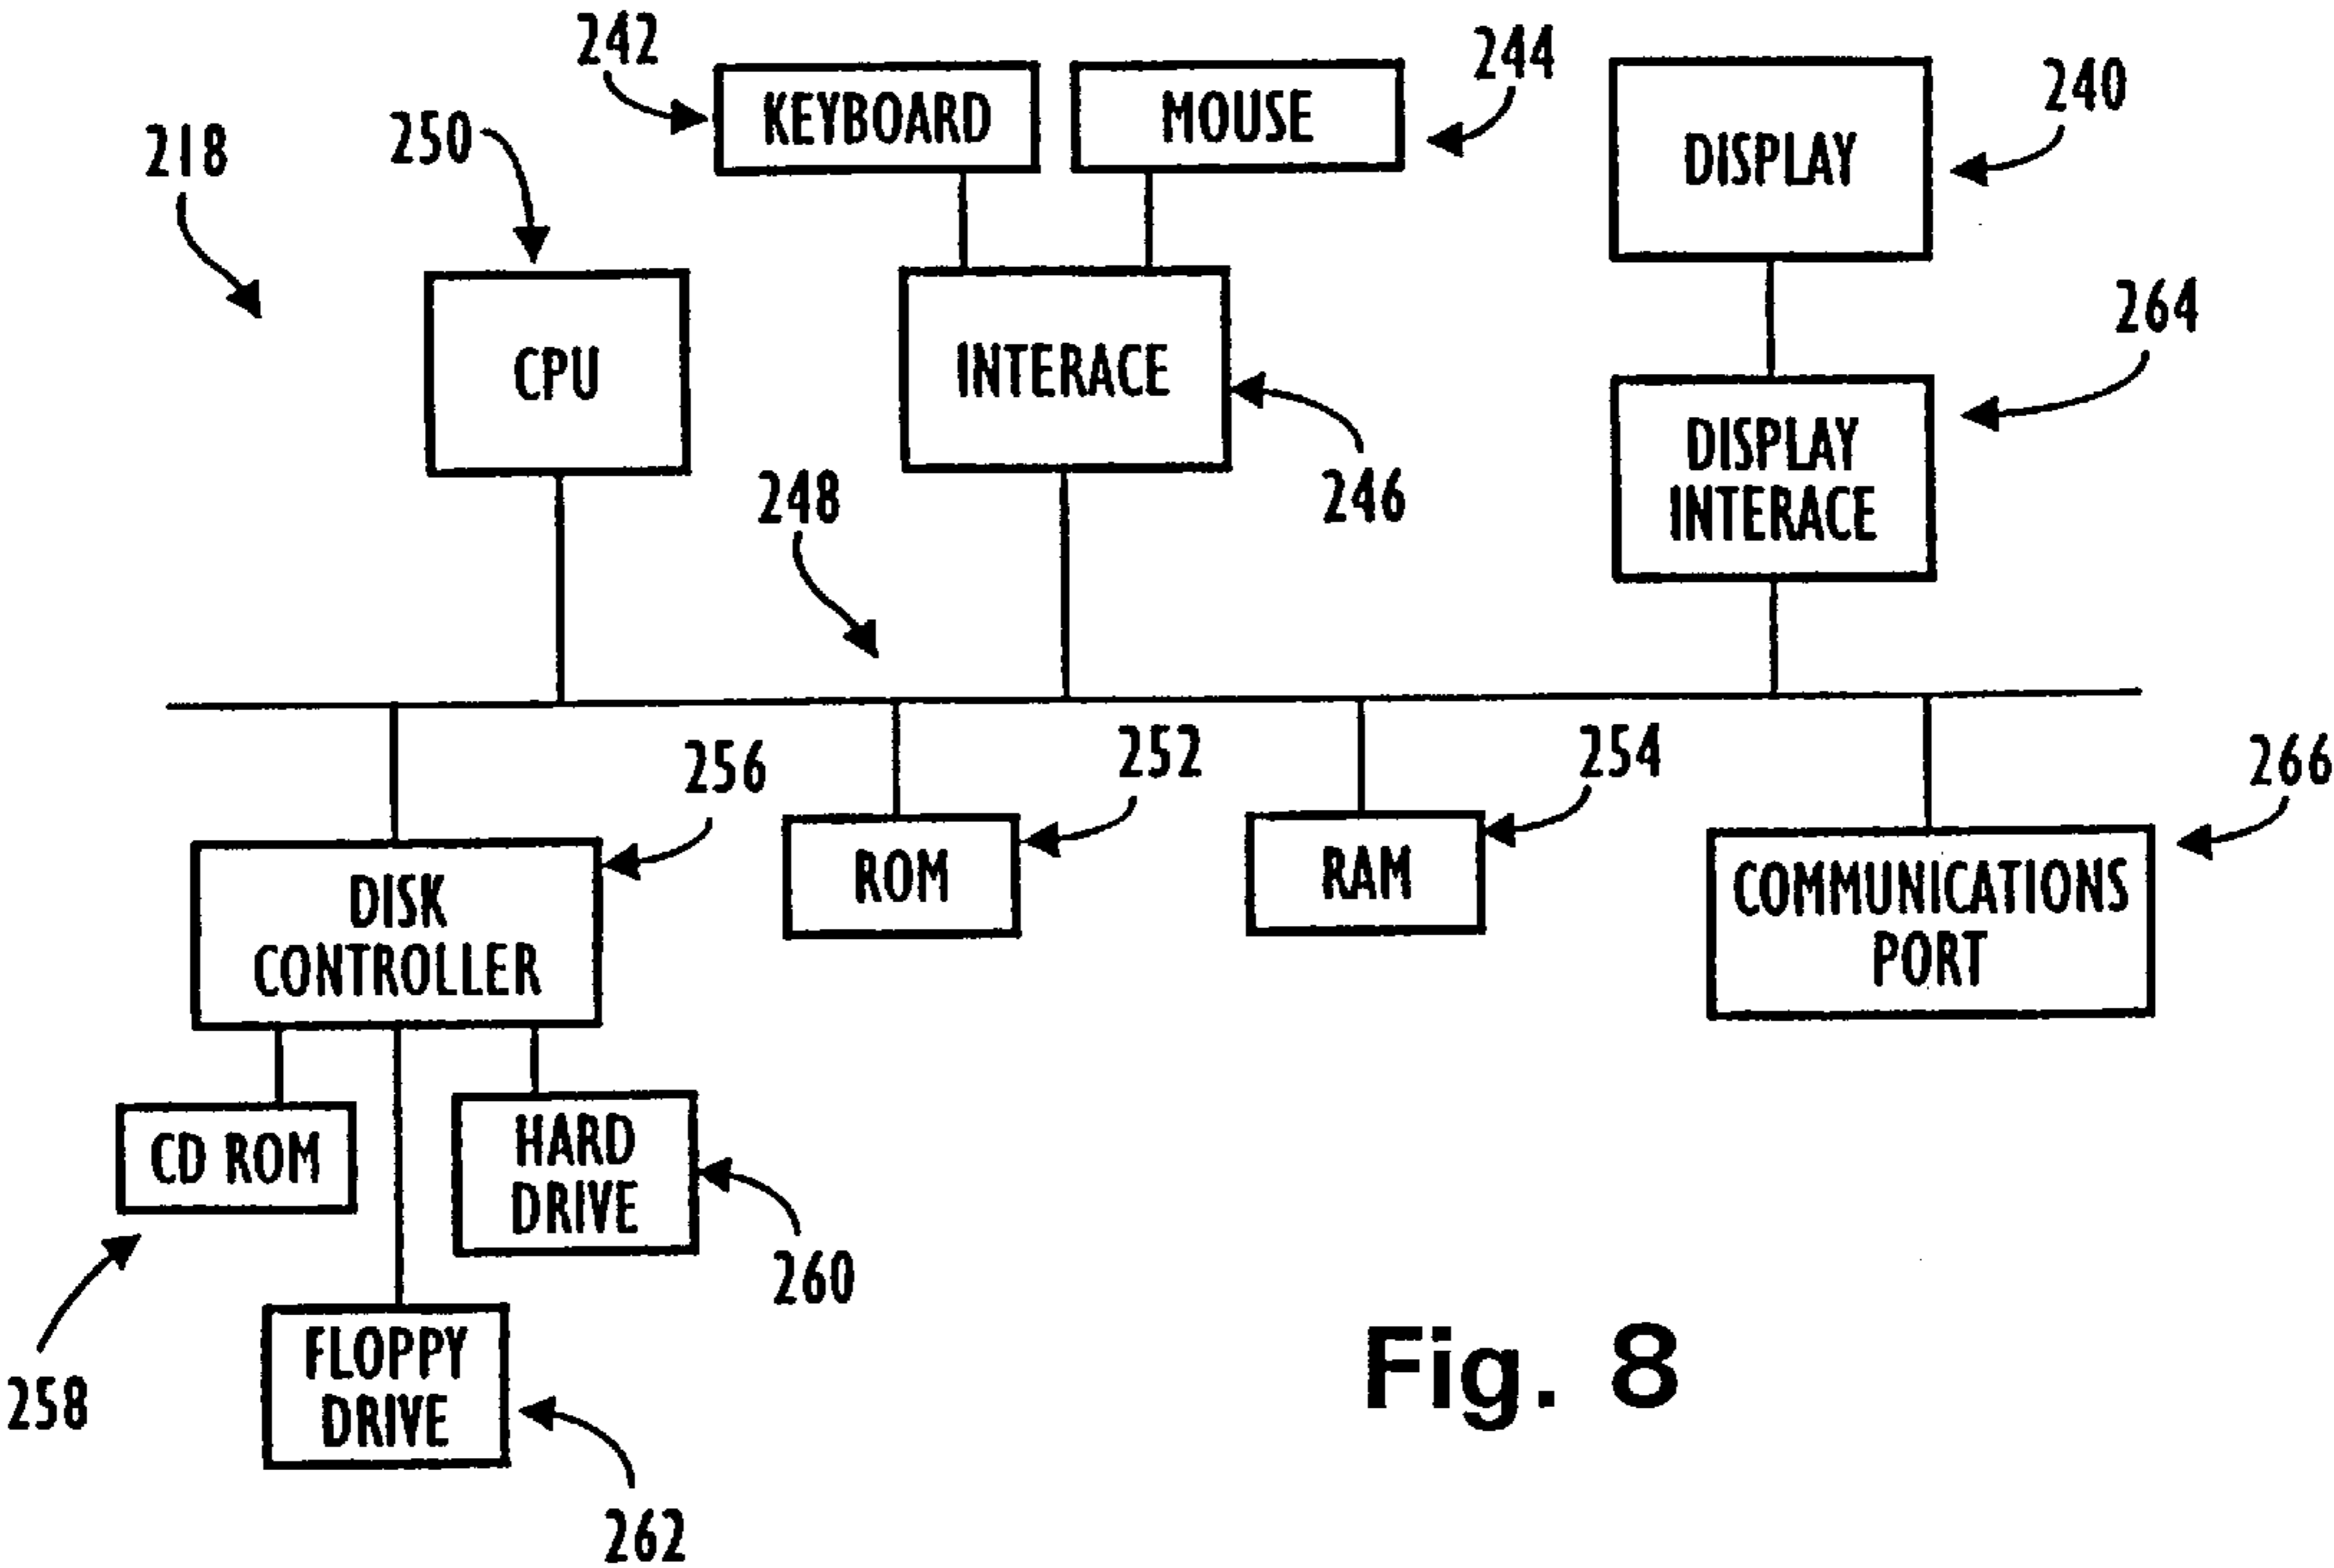 242
244
240
250
218
KEYBOARD
MOUSE
DISPLAY
264
CPU
INTERACE
246
248
DISPLAY
INTERACE
256
252
254
266
DISK
CONTROLLER
ROM
RAM
COMMUNICATIONS
PORT
CD ROM
HARD
DRIVE
260
258
FLOPPY
DRIVE
262
Fig. 8